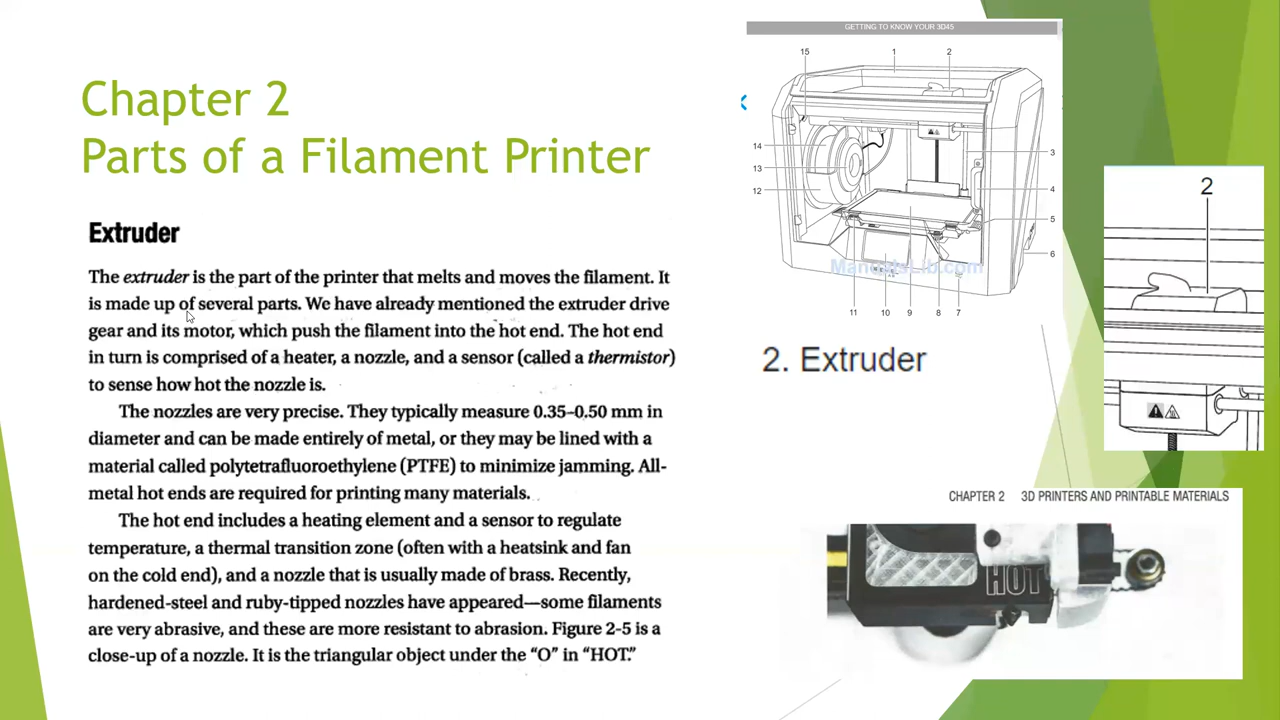 Chapter 2
Parts of a Filament Printer
Extruder
The extruder is the part of the printer that melts and moves the filament. It
is made up of several parts. We have already mentioned the extruder drive
gear and its motor, which push the filament into the hot end. The hot end
in turn is comprised of a heater, a nozzle, and a sensor (called a thermistor)
to sense how hot the nozzle is.
The nozzles are very precise. They typically measure 0.35–0.50 mm in
diameter and can be made entirely of metal, or they may be lined with a
material called polytetrafluoroethylene (PTFE) to minimize jamming. All-
metal hot ends are required for printing many materials.
The hot end includes a heating element and a sensor to regulate
temperature, a thermal transition zone (often with a heatsink and fan
on the cold end), and a nozzle that is usually made of brass. Recently,
hardened-steel and ruby-tipped nozzles have appeared—some filaments
are very abrasive, and these are more resistant to abrasion. Figure 2-5 is a
close-up of a nozzle. It is the triangular object under the “O” in “HOT.”
GETTING TO KNOW YOUR 3D45
15 1 2
14
13
12
3
4
5
6
11 10 9 8 7
ManualsLib.com
2. Extruder
2
CHAPTER 2 3D PRINTERS AND PRINTABLE MATERIALS
HOT